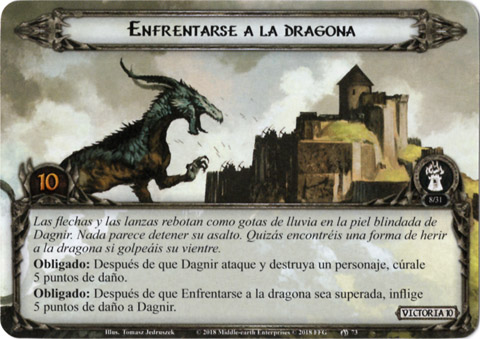 Enfrentarse a la dragona
10
8/31
Las flechas y las lanzas rebotan como gotas de lluvia en la piel blindada de
Dagnir. Nada parece detener su asalto. Quizás encontréis una forma de herir
a la dragona si golpeáis su vientre.
Obligado: Después de que Dagnir ataque y destruya un personaje, cúrale
5 puntos de daño.
Obligado: Después de que Enfrentarse a la dragona sea superada, inflige
5 puntos de daño a Dagnir.
Victoria 10
Illus. Tomasz Jedruszek © 2018 Middle-earth Enterprises © 2018 FFG 73